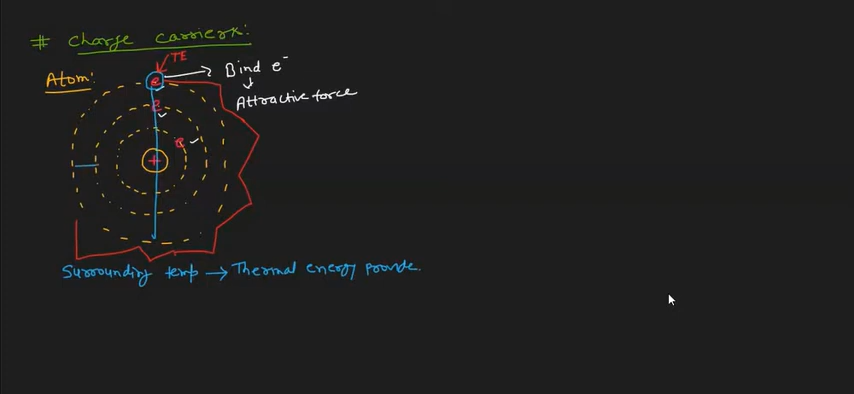 # Charge carriers:
TE
Atom:
e
Bind e⁻
Attractive force
e
e
+
Surrounding temp → Thermal energy provide.